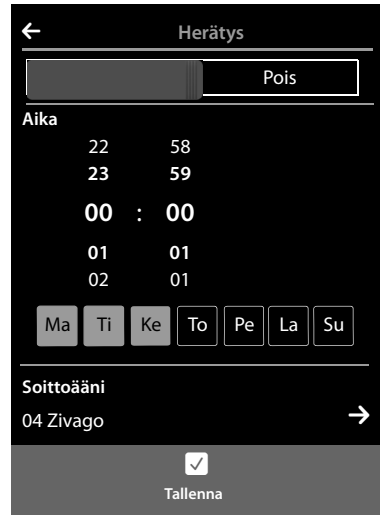 Herätys
Pois
Aika
22 58
23 59
00 : 00
01 01
02 01
Ma Ti Ke To Pe La Su
Soittoääni
04 Zivago
Tallenna